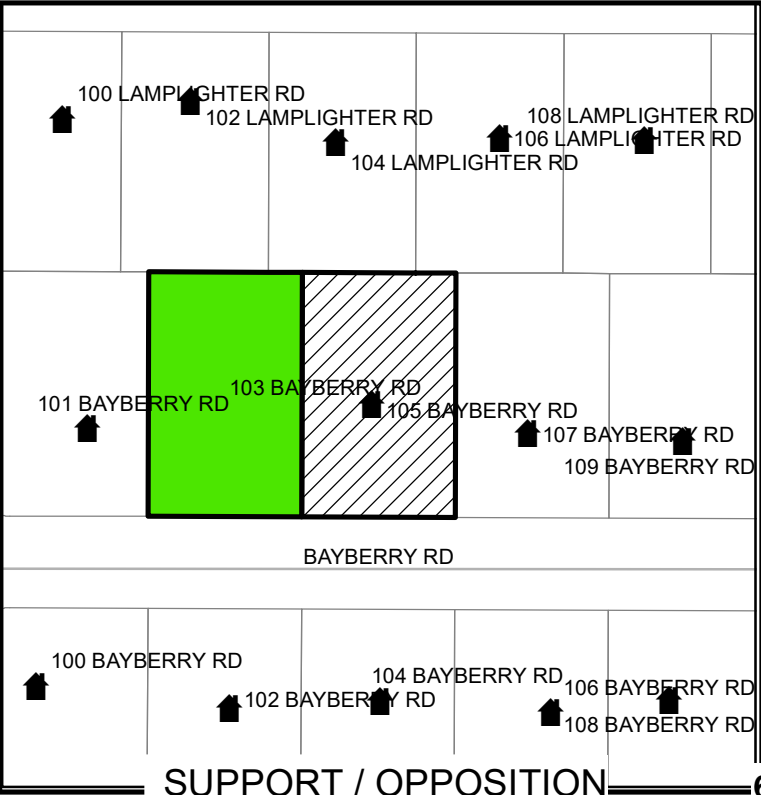 100 LAMPLIGHTER RD
102 LAMPLIGHTER RD
108 LAMPLIGHTER RD
106 LAMPLIGHTER RD
104 LAMPLIGHTER RD
103 BAYBERRY RD
101 BAYBERRY RD
105 BAYBERRY RD
107 BAYBERRY RD
109 BAYBERRY RD
BAYBERRY RD
100 BAYBERRY RD
104 BAYBERRY RD
106 BAYBERRY RD
102 BAYBERRY RD
108 BAYBERRY RD
SUPPORT / OPPOSITION